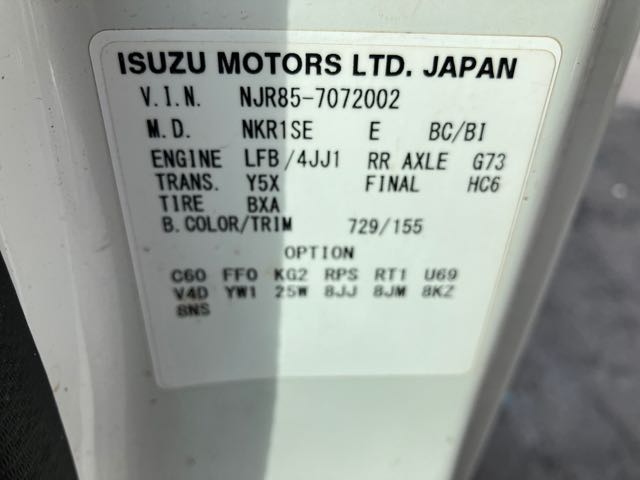 ISUZU MOTORS LTD. JAPAN
V.I.N. NJR85-7072002
M.D. NKR1SE E BC/BI
ENGINE LFB/4JJ1 RR AXLE G73
TRANS. Y5X FINAL HC6
TIRE BXA
B.COLOR/TRIM 729/155
OPTION
C60 FF0 KG2 RPS RT1 U69
V4D YW1 25W 8JJ 8JM 8KZ
8NS